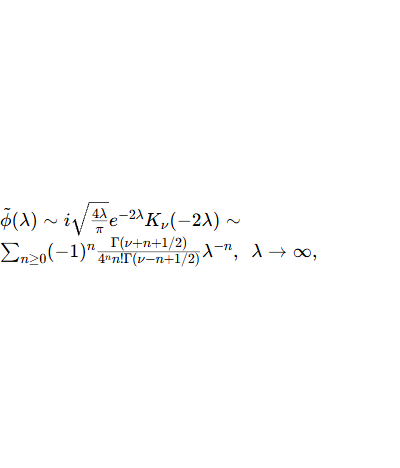 $\tilde{\phi}(\lambda) \sim i\sqrt{\frac{4\lambda}{\pi}} e^{-2\lambda} K_{\nu}(-2\lambda) \sim$
$\sum_{n \geq 0} (-1)^n \frac{\Gamma(\nu+n+1/2)}{4^n n! \Gamma(\nu-n+1/2)} \lambda^{-n}, \ \ \lambda \to \infty,$